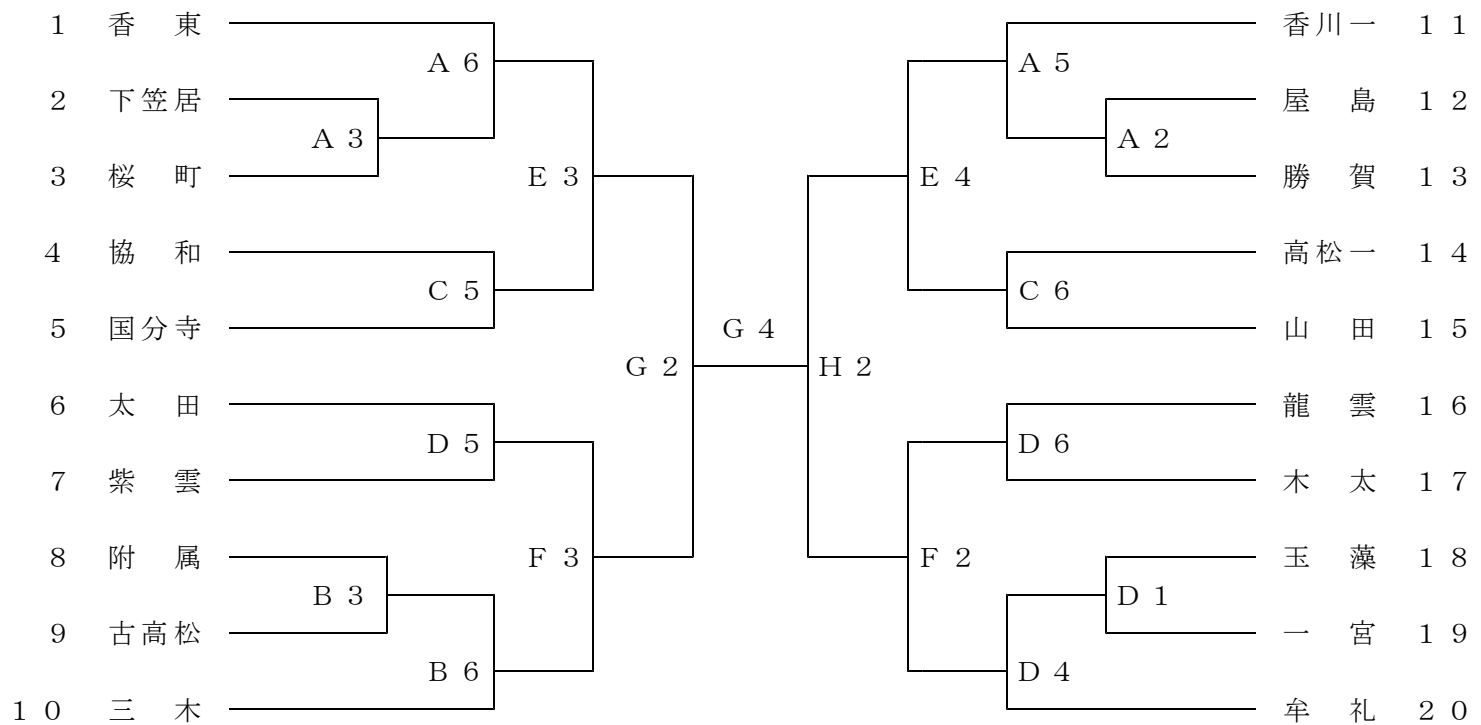 1 香 東
A 6
2 下笠居
A 3
3 桜 町
E 3
4 協 和
C 5
5 国分寺
G 2
6 太 田
D 5
7 紫 雲
8 附 属
F 3
B 3
9 古高松
B 6
1 0 三 木
G 4
香川一 1 1
A 5
屋 島 1 2
A 2
勝 賀 1 3
E 4
高松一 1 4
C 6
山 田 1 5
H 2
龍 雲 1 6
D 6
木 太 1 7
玉 藻 1 8
F 2
D 1
一 宮 1 9
D 4
牟 礼 2 0